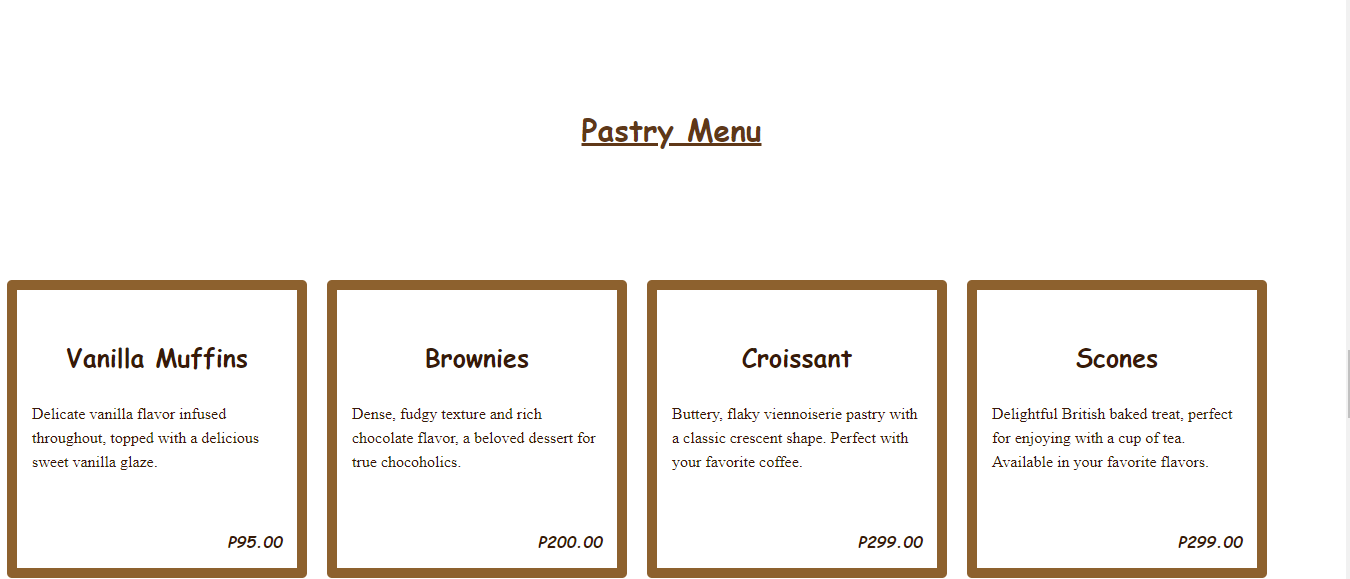 Pastry Menu
Vanilla Muffins
Delicate vanilla flavor infused
throughout, topped with a delicious
sweet vanilla glaze.
P95.00
Brownies
Dense, fudgy texture and rich
chocolate flavor, a beloved dessert for
true chocoholics.
P200.00
Croissant
Buttery, flaky viennoiserie pastry with
a classic crescent shape. Perfect with
your favorite coffee.
P299.00
Scones
Delightful British baked treat, perfect
for enjoying with a cup of tea.
Available in your favorite flavors.
P299.00